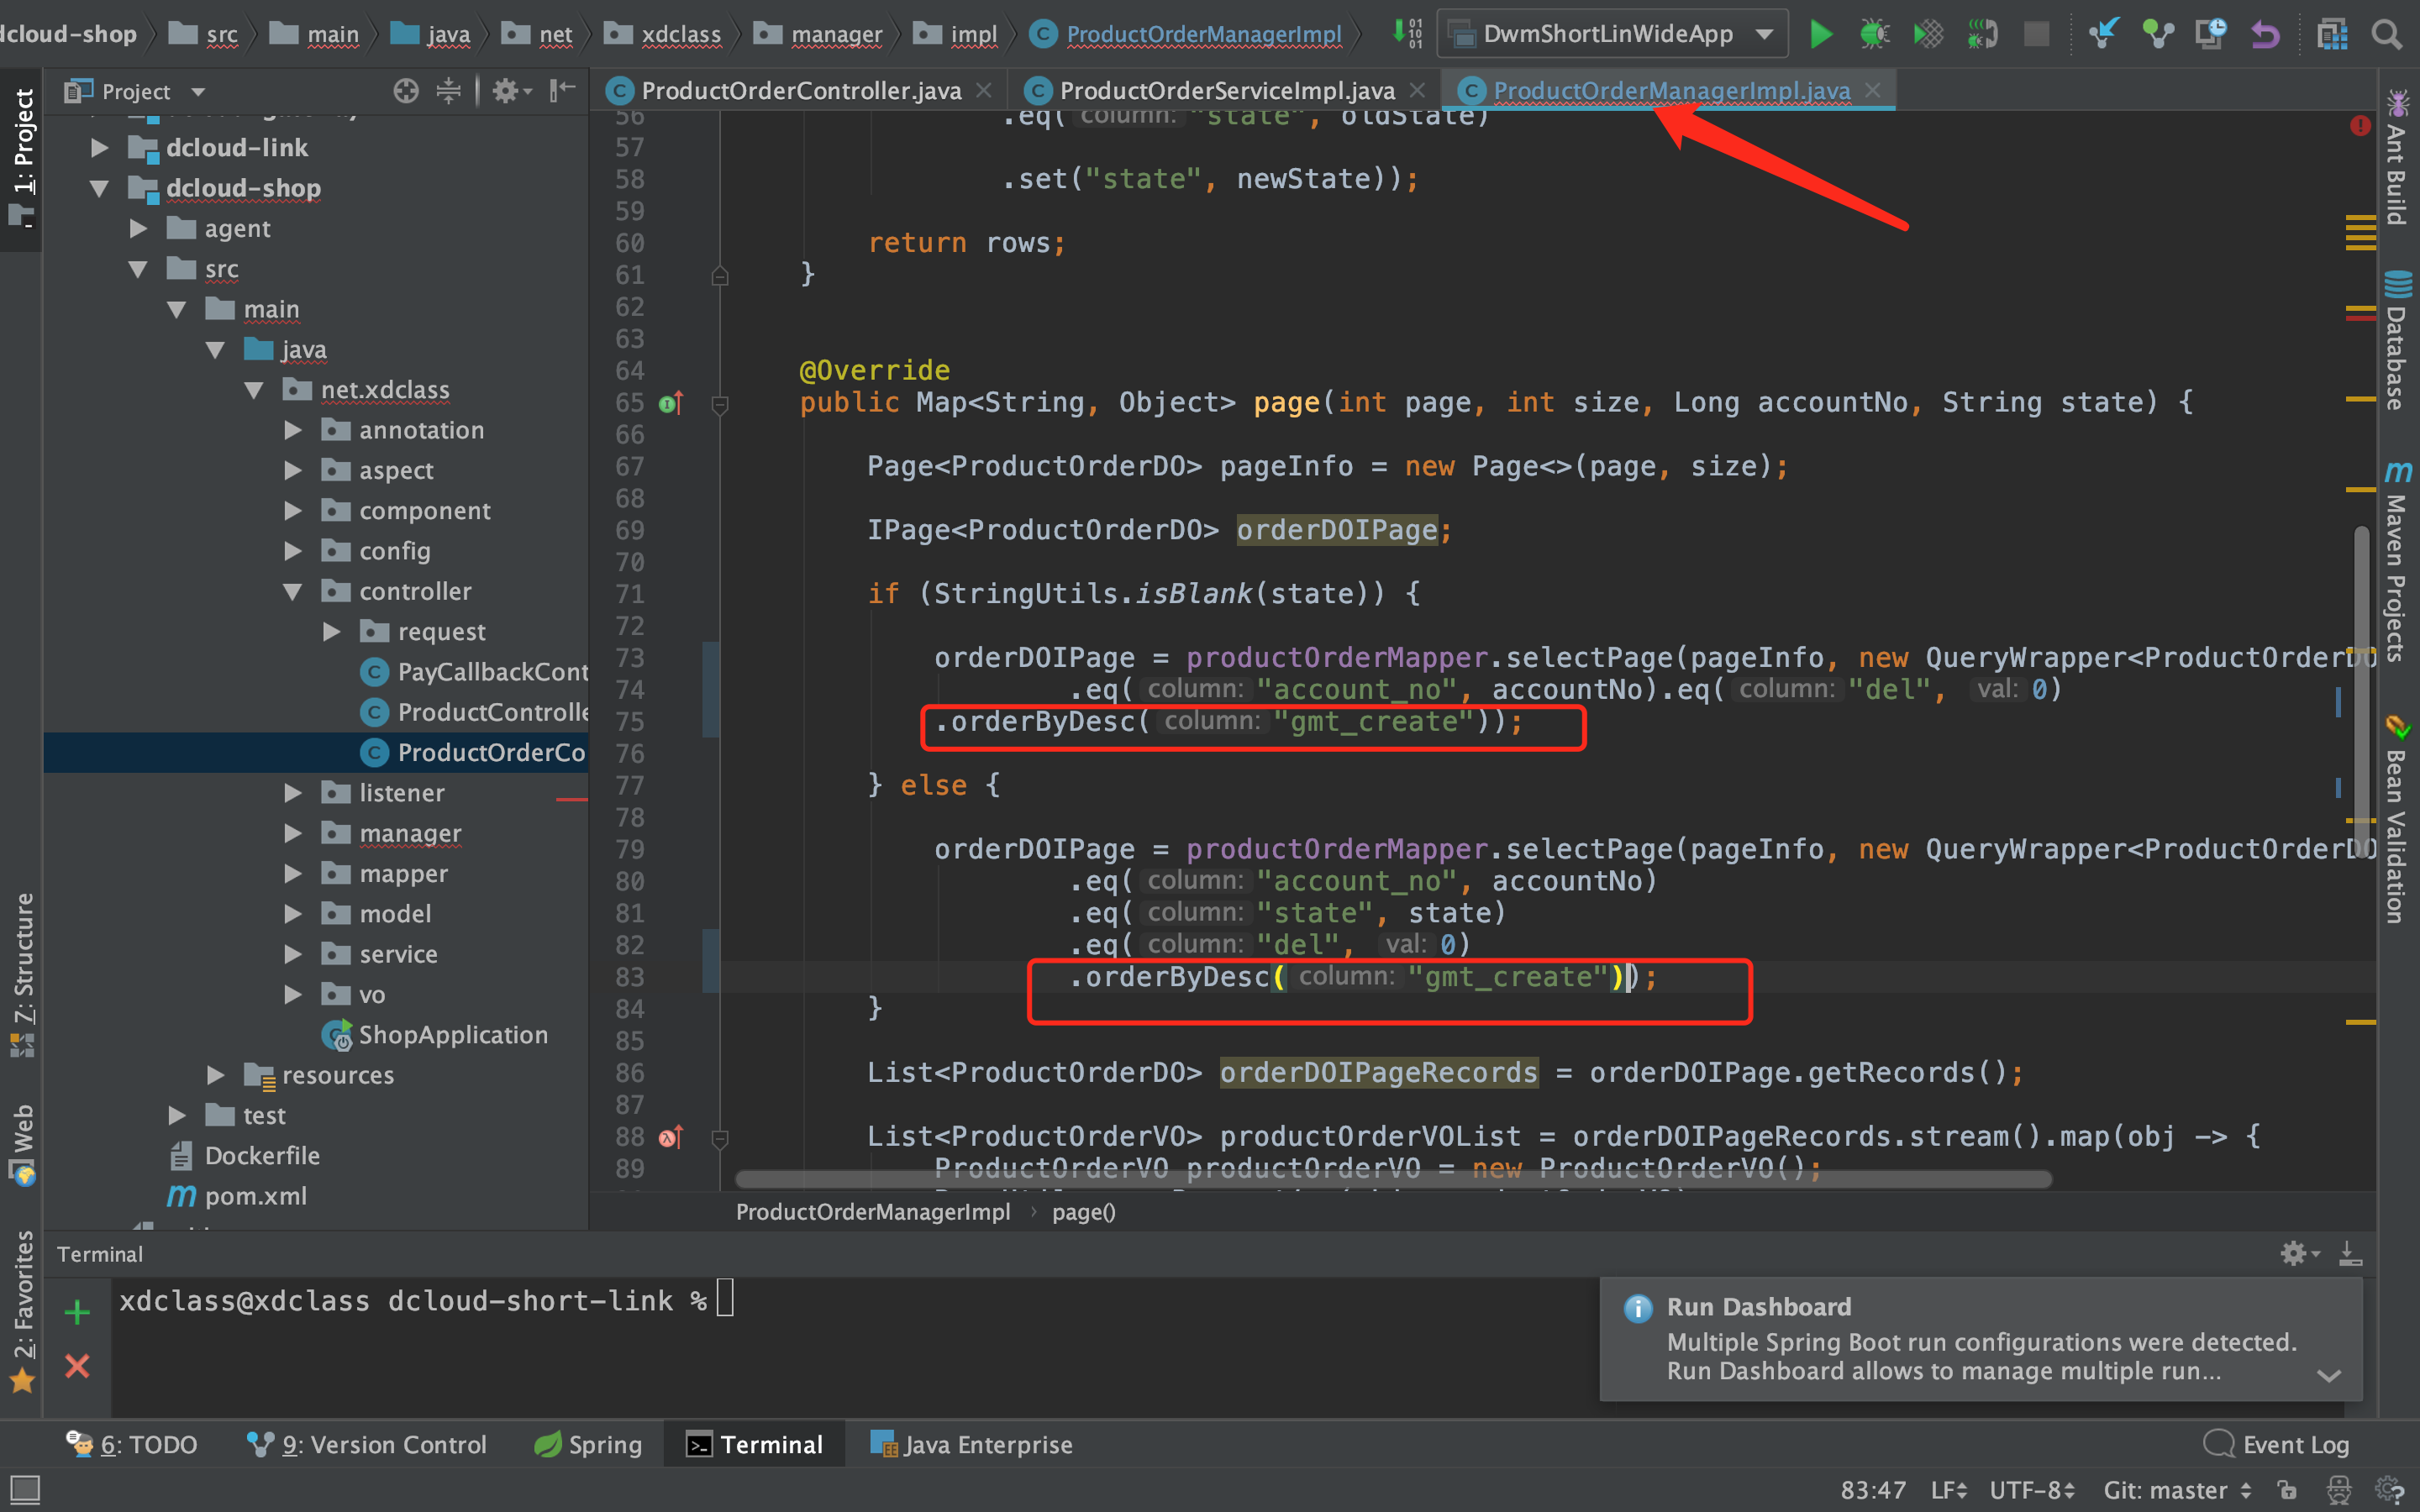 dcloud-shop src main java net xdclass manager impl ProductOrderManagerImpl DwmShortLinWideApp
Project
ProductOrderController.java ProductOrderServiceImpl.java ProductOrderManagerImpl.java
1: Project
Z: Structure
Web
2: Favorites
dcloud-link
dcloud-shop
agent
src
main
java
net.xdclass
annotation
aspect
component
config
controller
request
PayCallbackCont
ProductControlle
ProductOrderCo
listener
manager
mapper
model
service
vo
ShopApplication
resources
test
Dockerfile
pom.xml
56 .eq( column: "state", oldState)
57
58 .set("state", newState));
59
60 return rows;
61 }
62
63
64 @Override
65 public Map<String, Object> page(int page, int size, Long accountNo, String state) {
66
67 Page<ProductOrderDO> pageInfo = new Page<>(page, size);
68
69 IPage<ProductOrderDO> orderDOIPage;
70
71 if (StringUtils.isBlank(state)) {
72
73 orderDOIPage = productOrderMapper.selectPage(pageInfo, new QueryWrapper<ProductOrderDO
74 .eq( column: "account_no", accountNo).eq( column: "del", val: 0)
75 .orderByDesc( column: "gmt_create"));
76
77 } else {
78
79 orderDOIPage = productOrderMapper.selectPage(pageInfo, new QueryWrapper<ProductOrderDO
80 .eq( column: "account_no", accountNo)
81 .eq( column: "state", state)
82 .eq( column: "del", val: 0)
83 .orderByDesc( column: "gmt_create"));
84 }
85
86 List<ProductOrderDO> orderDOIPageRecords = orderDOIPage.getRecords();
87
88 List<ProductOrderVO> productOrderVOList = orderDOIPageRecords.stream().map(obj -> {
89 ProductOrderVO productOrderVO = new ProductOrderVO();
ProductOrderManagerImpl › page()
Ant Build
Database
Maven Projects
Bean Validation
Terminal
xdclass@xdclass dcloud-short-link %
Run Dashboard
Multiple Spring Boot run configurations were detected.
Run Dashboard allows to manage multiple run...
6: TODO 9: Version Control Spring Terminal Java Enterprise Event Log
83:47 LF UTF-8 Git: master